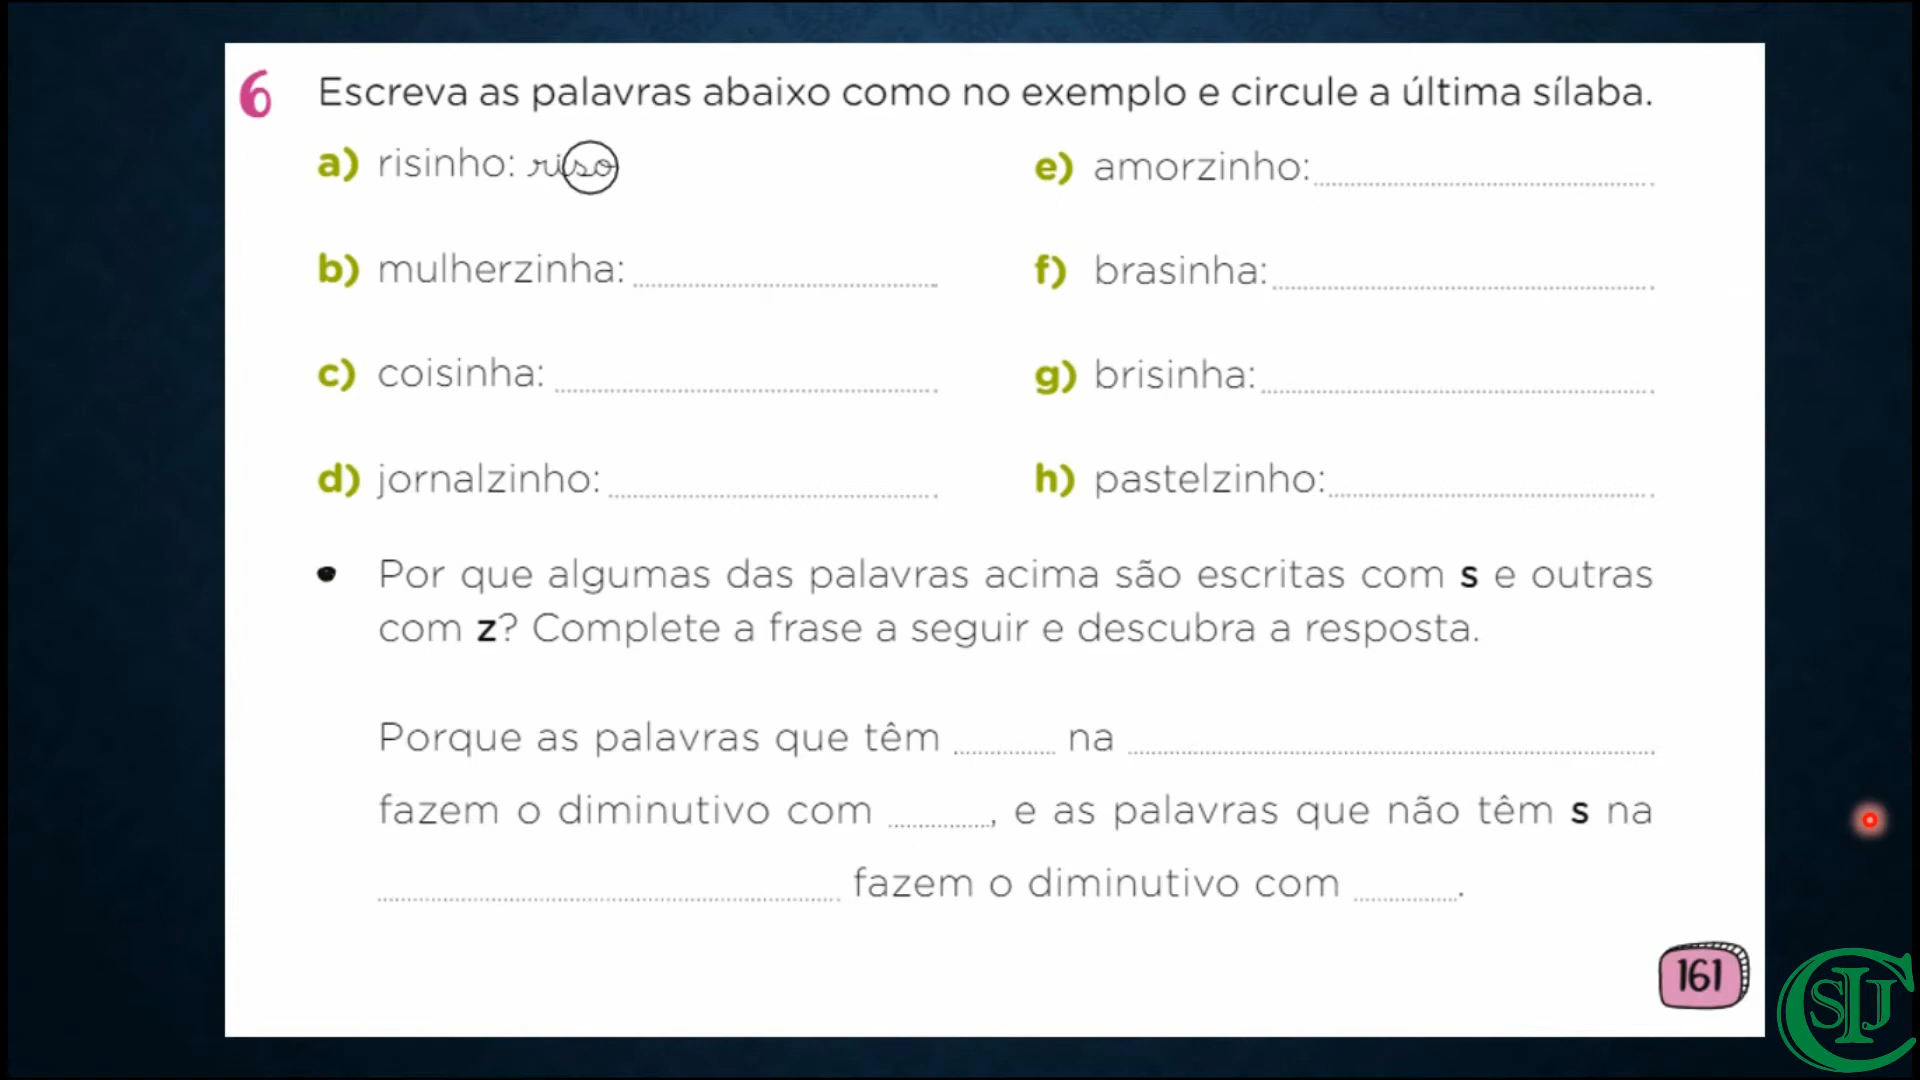 6 Escreva as palavras abaixo como no exemplo e circule a última sílaba.
a) risinho: riso
b) mulherzinha:
c) coisinha:
d) jornalzinho:
e) amorzinho:
f) brasinha:
g) brisinha:
h) pastelzinho:
• Por que algumas das palavras acima são escritas com s e outras
com z? Complete a frase a seguir e descubra a resposta.
Porque as palavras que têm ........ na ........
fazem o diminutivo com ........, e as palavras que não têm s na
........ fazem o diminutivo com .........
161
CSIJ